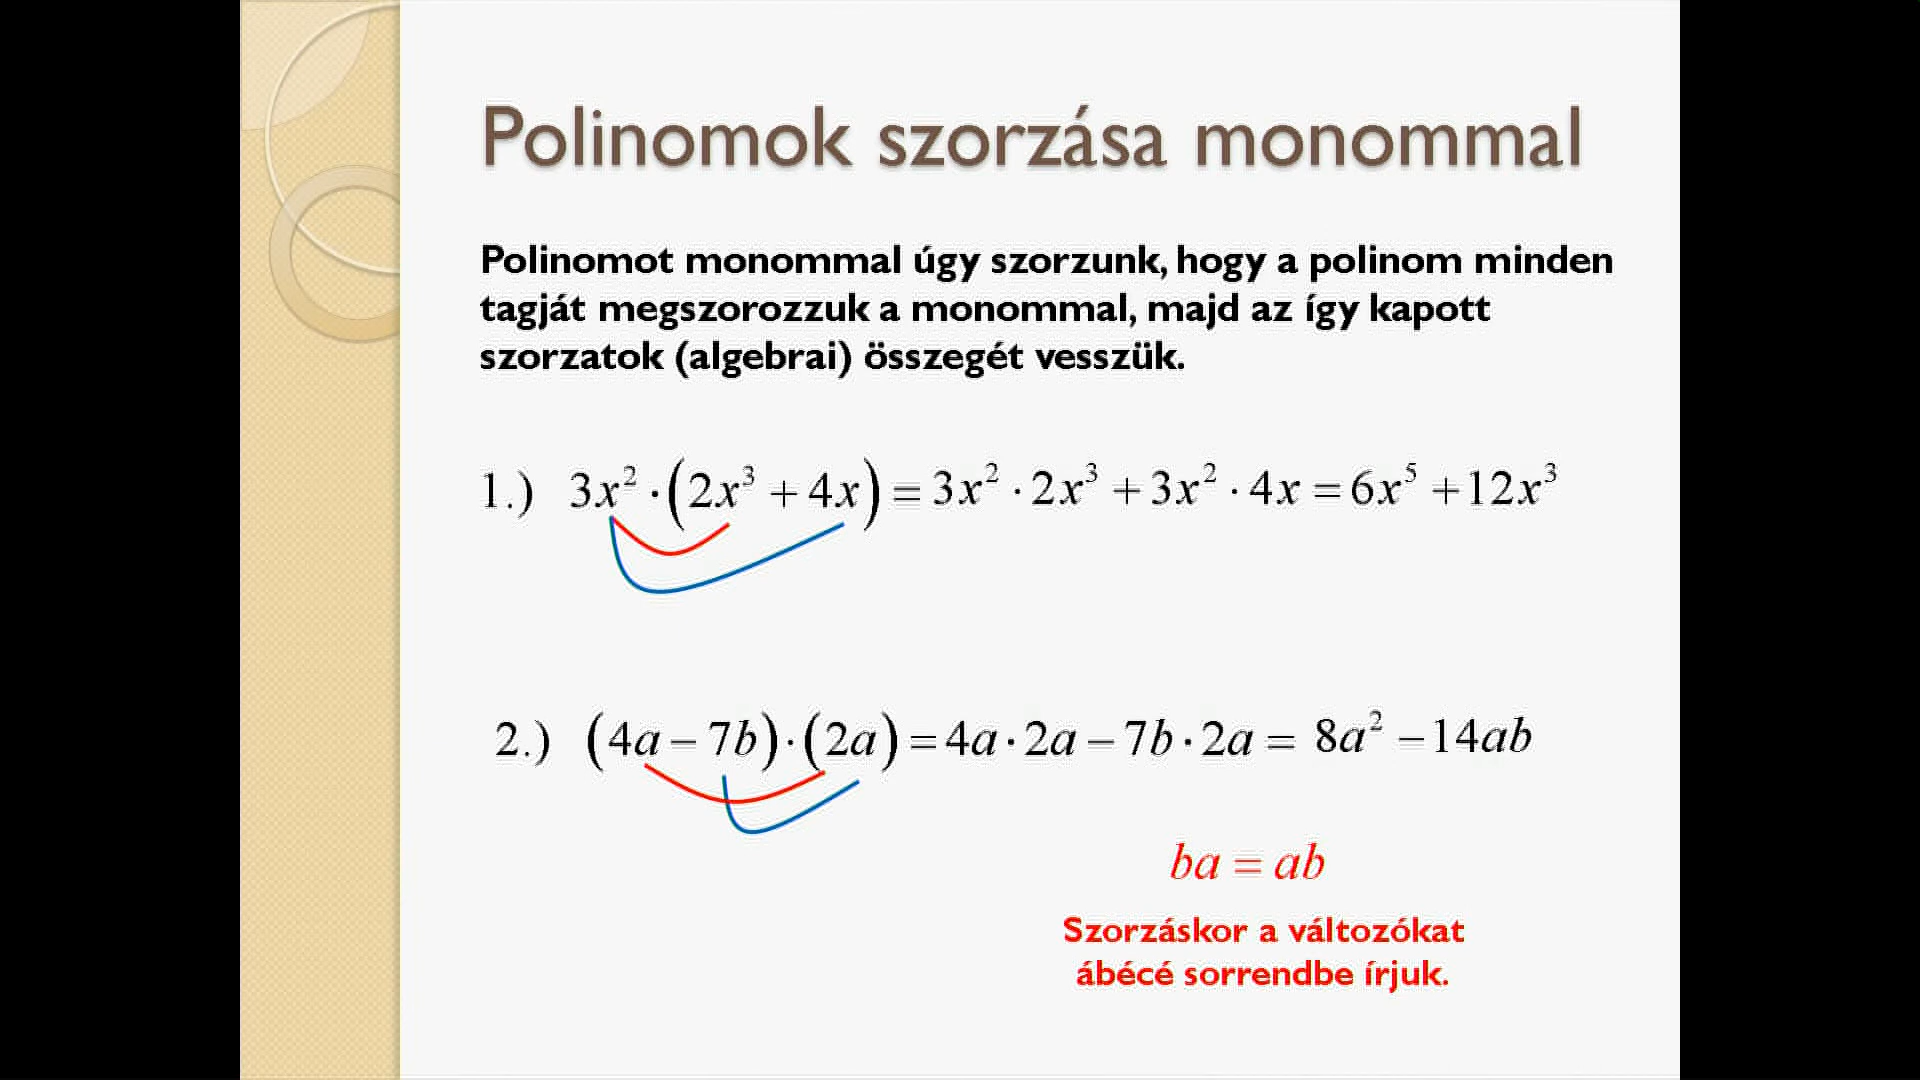 Polinomok szorzása monommal
Polinomot monommal úgy szorzunk, hogy a polinom minden
tagját megszorozzuk a monommal, majd az így kapott
szorzatok (algebrai) összegét vesszük.
1.) 3x² · (2x³ + 4x) = 3x² · 2x³ + 3x² · 4x = 6x⁵ + 12x³
2.) (4a − 7b) · (2a) = 4a · 2a − 7b · 2a = 8a² − 14ab
ba = ab
Szorzáskor a változókat
ábécé sorrendbe írjuk.